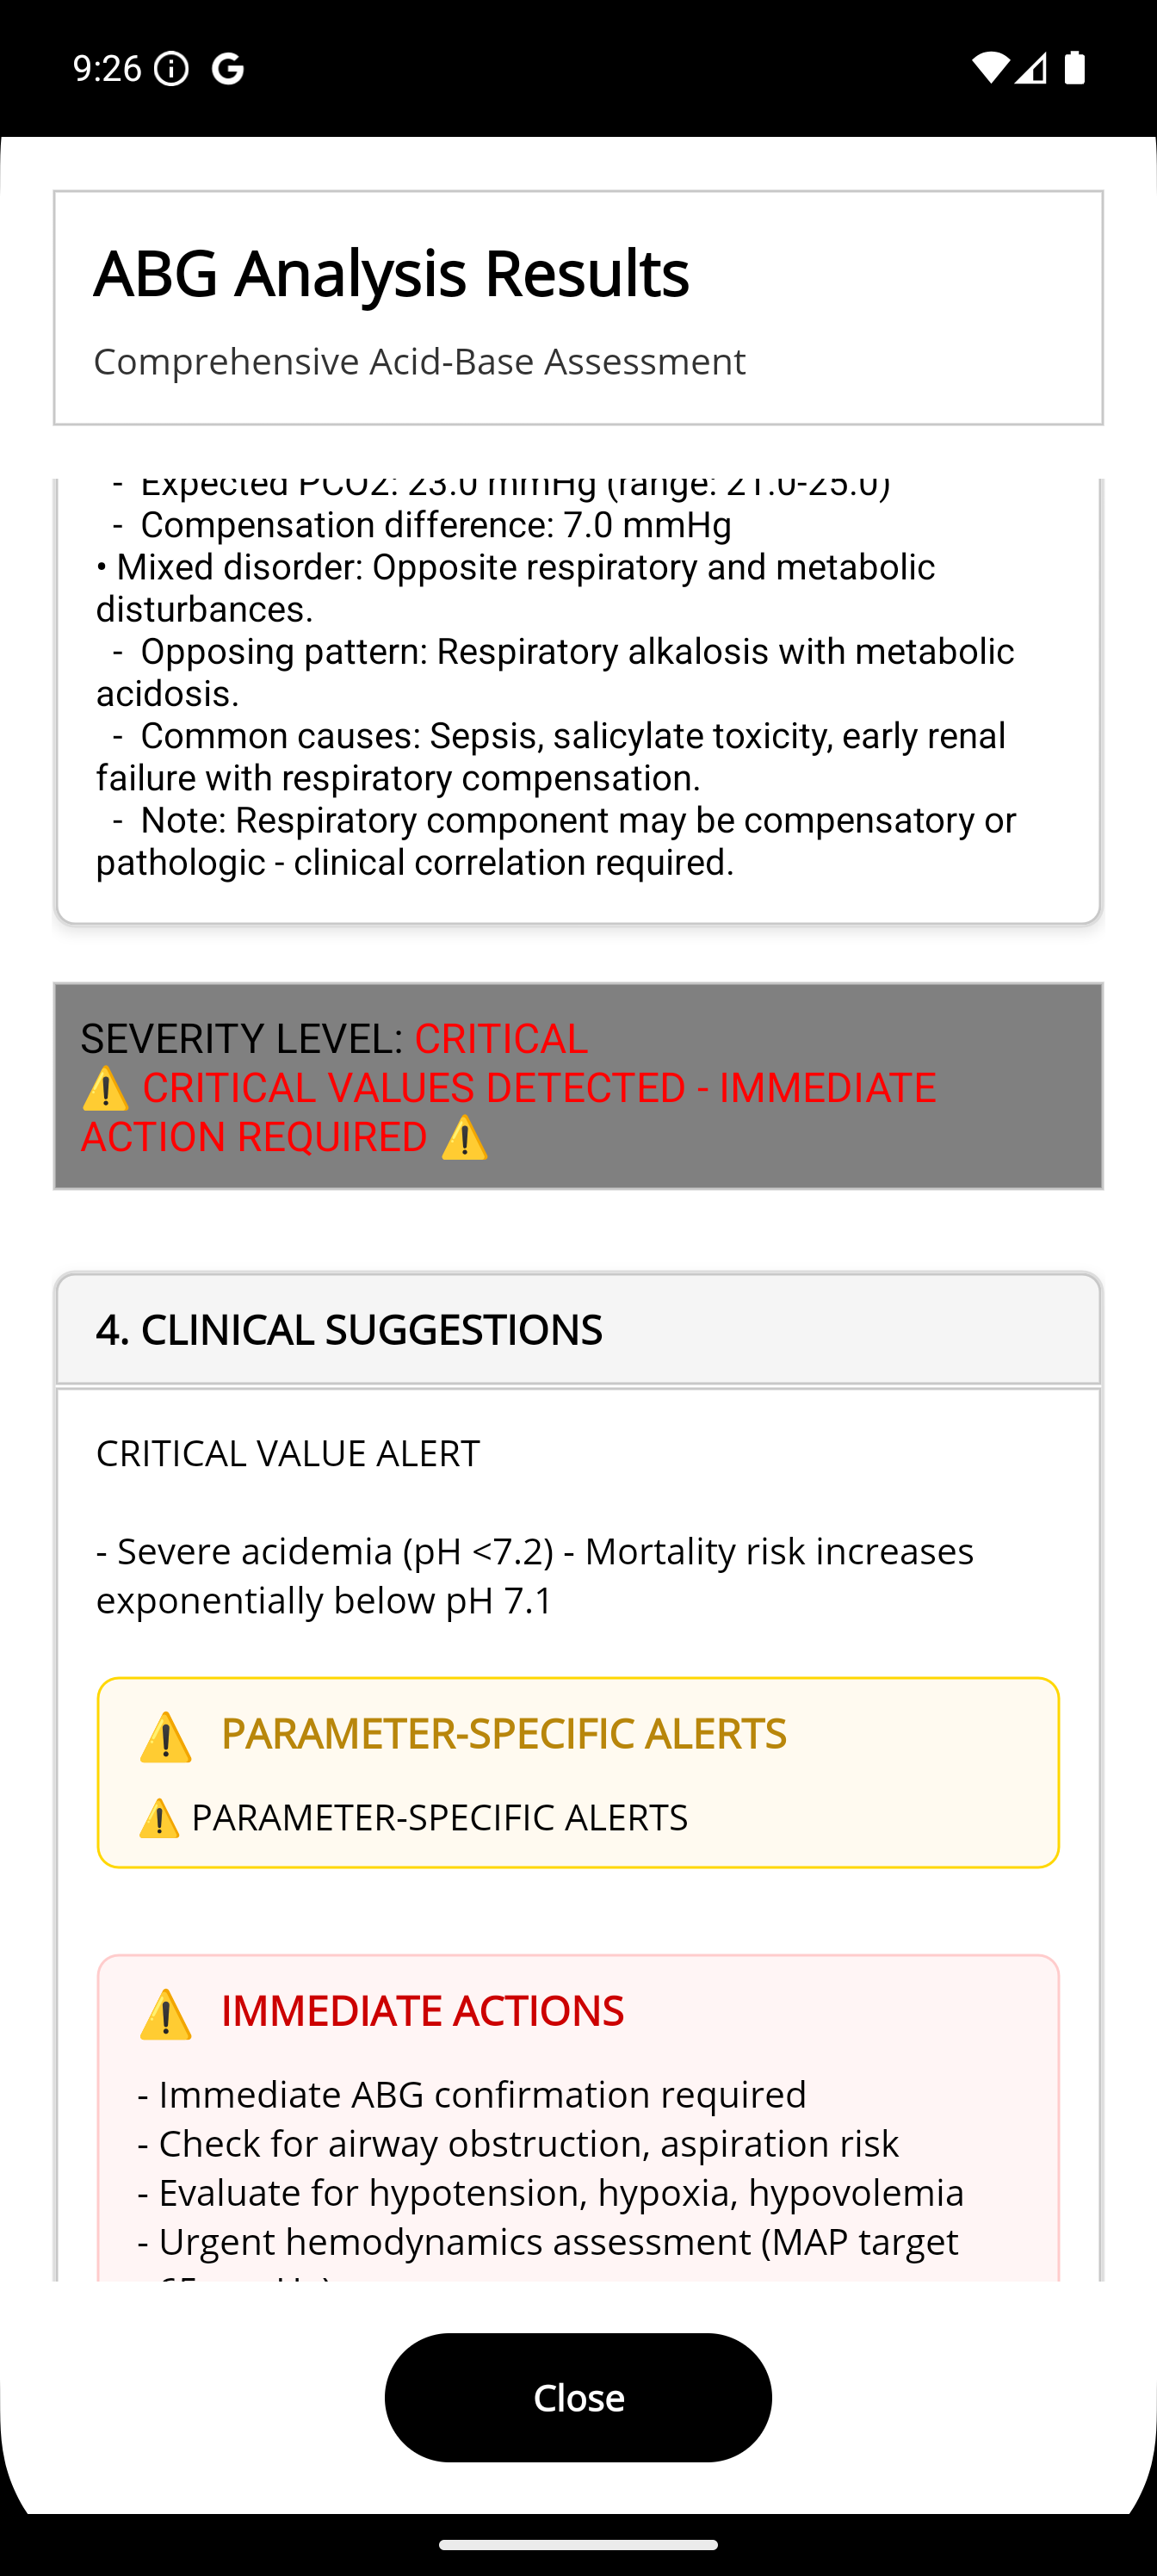 9:26
ABG Analysis Results
Comprehensive Acid-Base Assessment
- Expected PCO2: 23.0 mmHg (range: 21.0-25.0)
- Compensation difference: 7.0 mmHg
• Mixed disorder: Opposite respiratory and metabolic
disturbances.
- Opposing pattern: Respiratory alkalosis with metabolic
acidosis.
- Common causes: Sepsis, salicylate toxicity, early renal
failure with respiratory compensation.
- Note: Respiratory component may be compensatory or
pathologic - clinical correlation required.
SEVERITY LEVEL: CRITICAL
⚠️ CRITICAL VALUES DETECTED - IMMEDIATE
ACTION REQUIRED ⚠️
4. CLINICAL SUGGESTIONS
CRITICAL VALUE ALERT
- Severe acidemia (pH <7.2) - Mortality risk increases
exponentially below pH 7.1
⚠️ PARAMETER-SPECIFIC ALERTS
⚠️ PARAMETER-SPECIFIC ALERTS
⚠️ IMMEDIATE ACTIONS
- Immediate ABG confirmation required
- Check for airway obstruction, aspiration risk
- Evaluate for hypotension, hypoxia, hypovolemia
- Urgent hemodynamics assessment (MAP target
Close